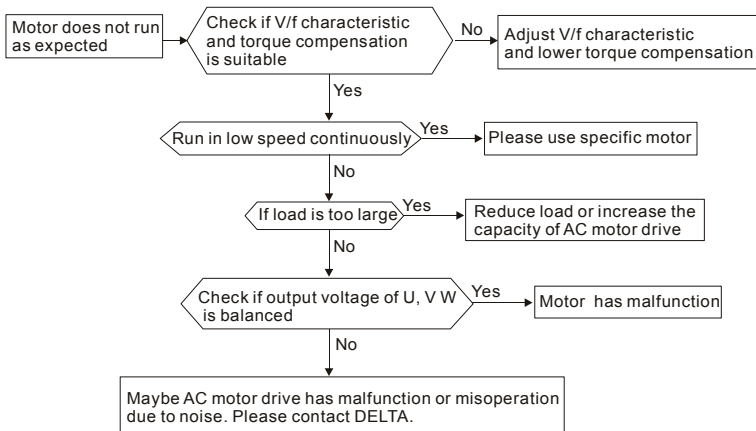 Motor does not run
as expected
Check if V/f characteristic
and torque compensation
is suitable
No
Adjust V/f characteristic
and lower torque compensation
Yes
Run in low speed continuously
Yes
Please use specific motor
No
If load is too large
Yes
Reduce load or increase the
capacity of AC motor drive
No
Check if output voltage of U, V W
is balanced
Yes
Motor has malfunction
No
Maybe AC motor drive has malfunction or misoperation
due to noise. Please contact DELTA.